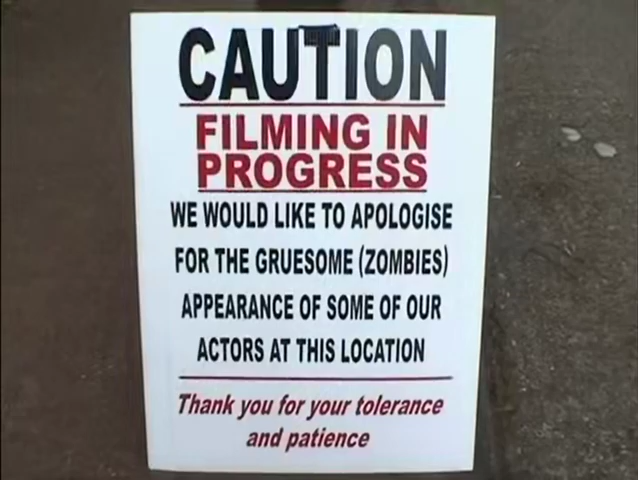 CAUTION
FILMING IN
PROGRESS
WE WOULD LIKE TO APOLOGISE
FOR THE GRUESOME (ZOMBIES)
APPEARANCE OF SOME OF OUR
ACTORS AT THIS LOCATION
Thank you for your tolerance
and patience